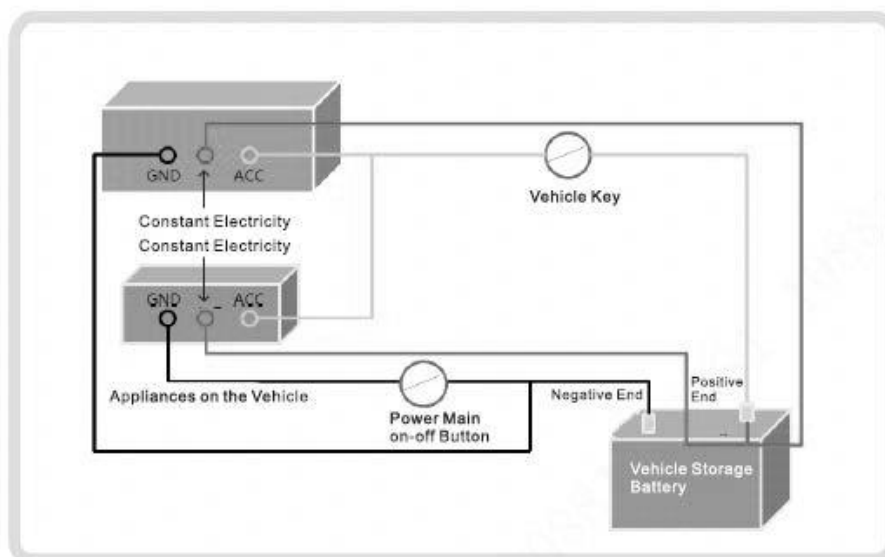 GND ACC
Vehicle Key
Constant Electricity
Constant Electricity
GND ACC
Appliances on the Vehicle
Power Main
on-off Button
Negative End
Positive
End
Vehicle Storage
Battery